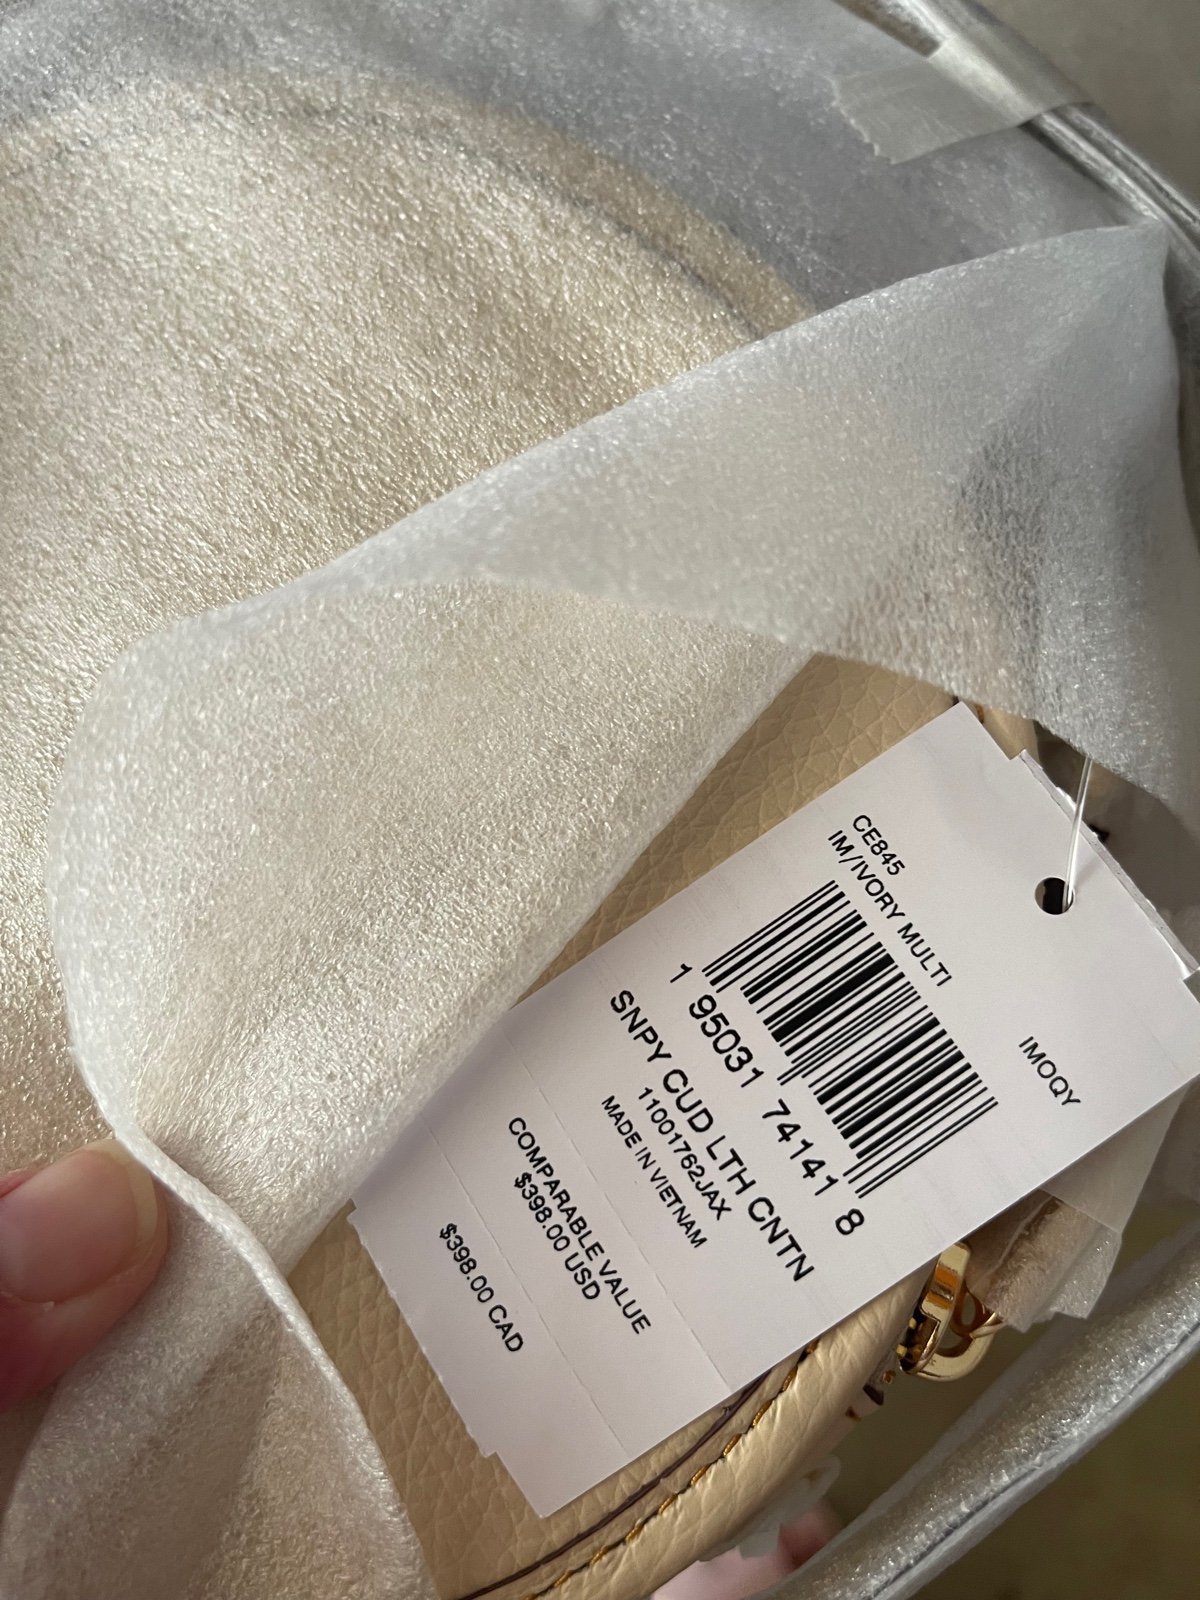 CE845
IM/IVORY MULTI
IMOQY
1 95031 74141 8
SNPY CUD LTH CNTN
11001762JAX
MADE IN VIETNAM
COMPARABLE VALUE
$398.00 USD
$398.00 CAD